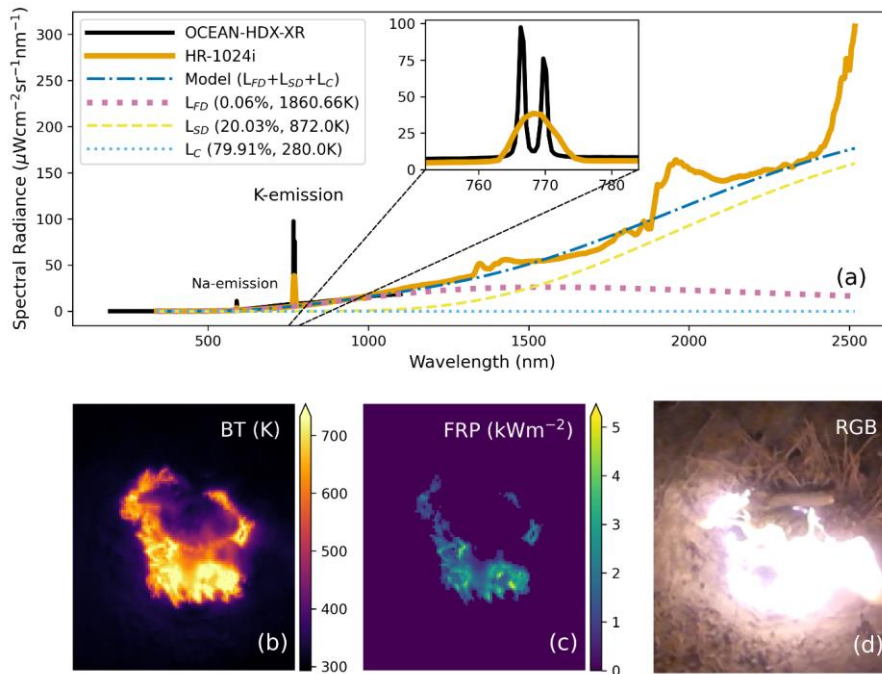 OCEAN-HDX-XR
HR-1024i
Model (L_FD+L_SD+L_C)
L_FD (0.06%, 1860.66K)
L_SD (20.03%, 872.0K)
L_C (79.91%, 280.0K)
Spectral Radiance (μWcm⁻²sr⁻¹nm⁻¹)
300
250
200
150
100
50
0
100
75
50
25
0
760
770
780
K-emission
Na-emission
(a)
500
1000
1500
2000
2500
Wavelength (nm)
BT (K)
(b)
700
600
500
400
300
FRP (kWm⁻²)
(c)
5
4
3
2
1
0
RGB
(d)